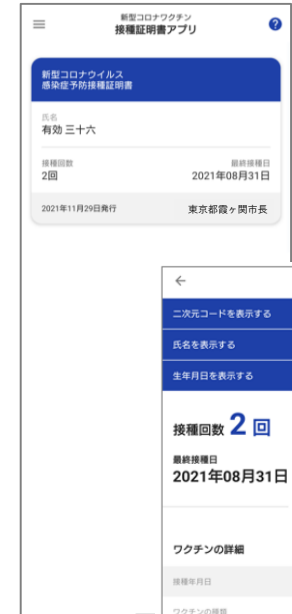 新型コロナワクチン
接種証明書アプリ
新型コロナウイルス
感染症予防接種証明書
氏名
有効 三十六
接種回数
最終接種日
2回
2021年08月31日
2021年11月29日発行
東京都霞ヶ関市長
二次元コードを表示する
氏名を表示する
生年月日を表示する
接種回数 2 回
最終接種日
2021年08月31日
ワクチンの詳細
接種年月日
ワクチンの種類